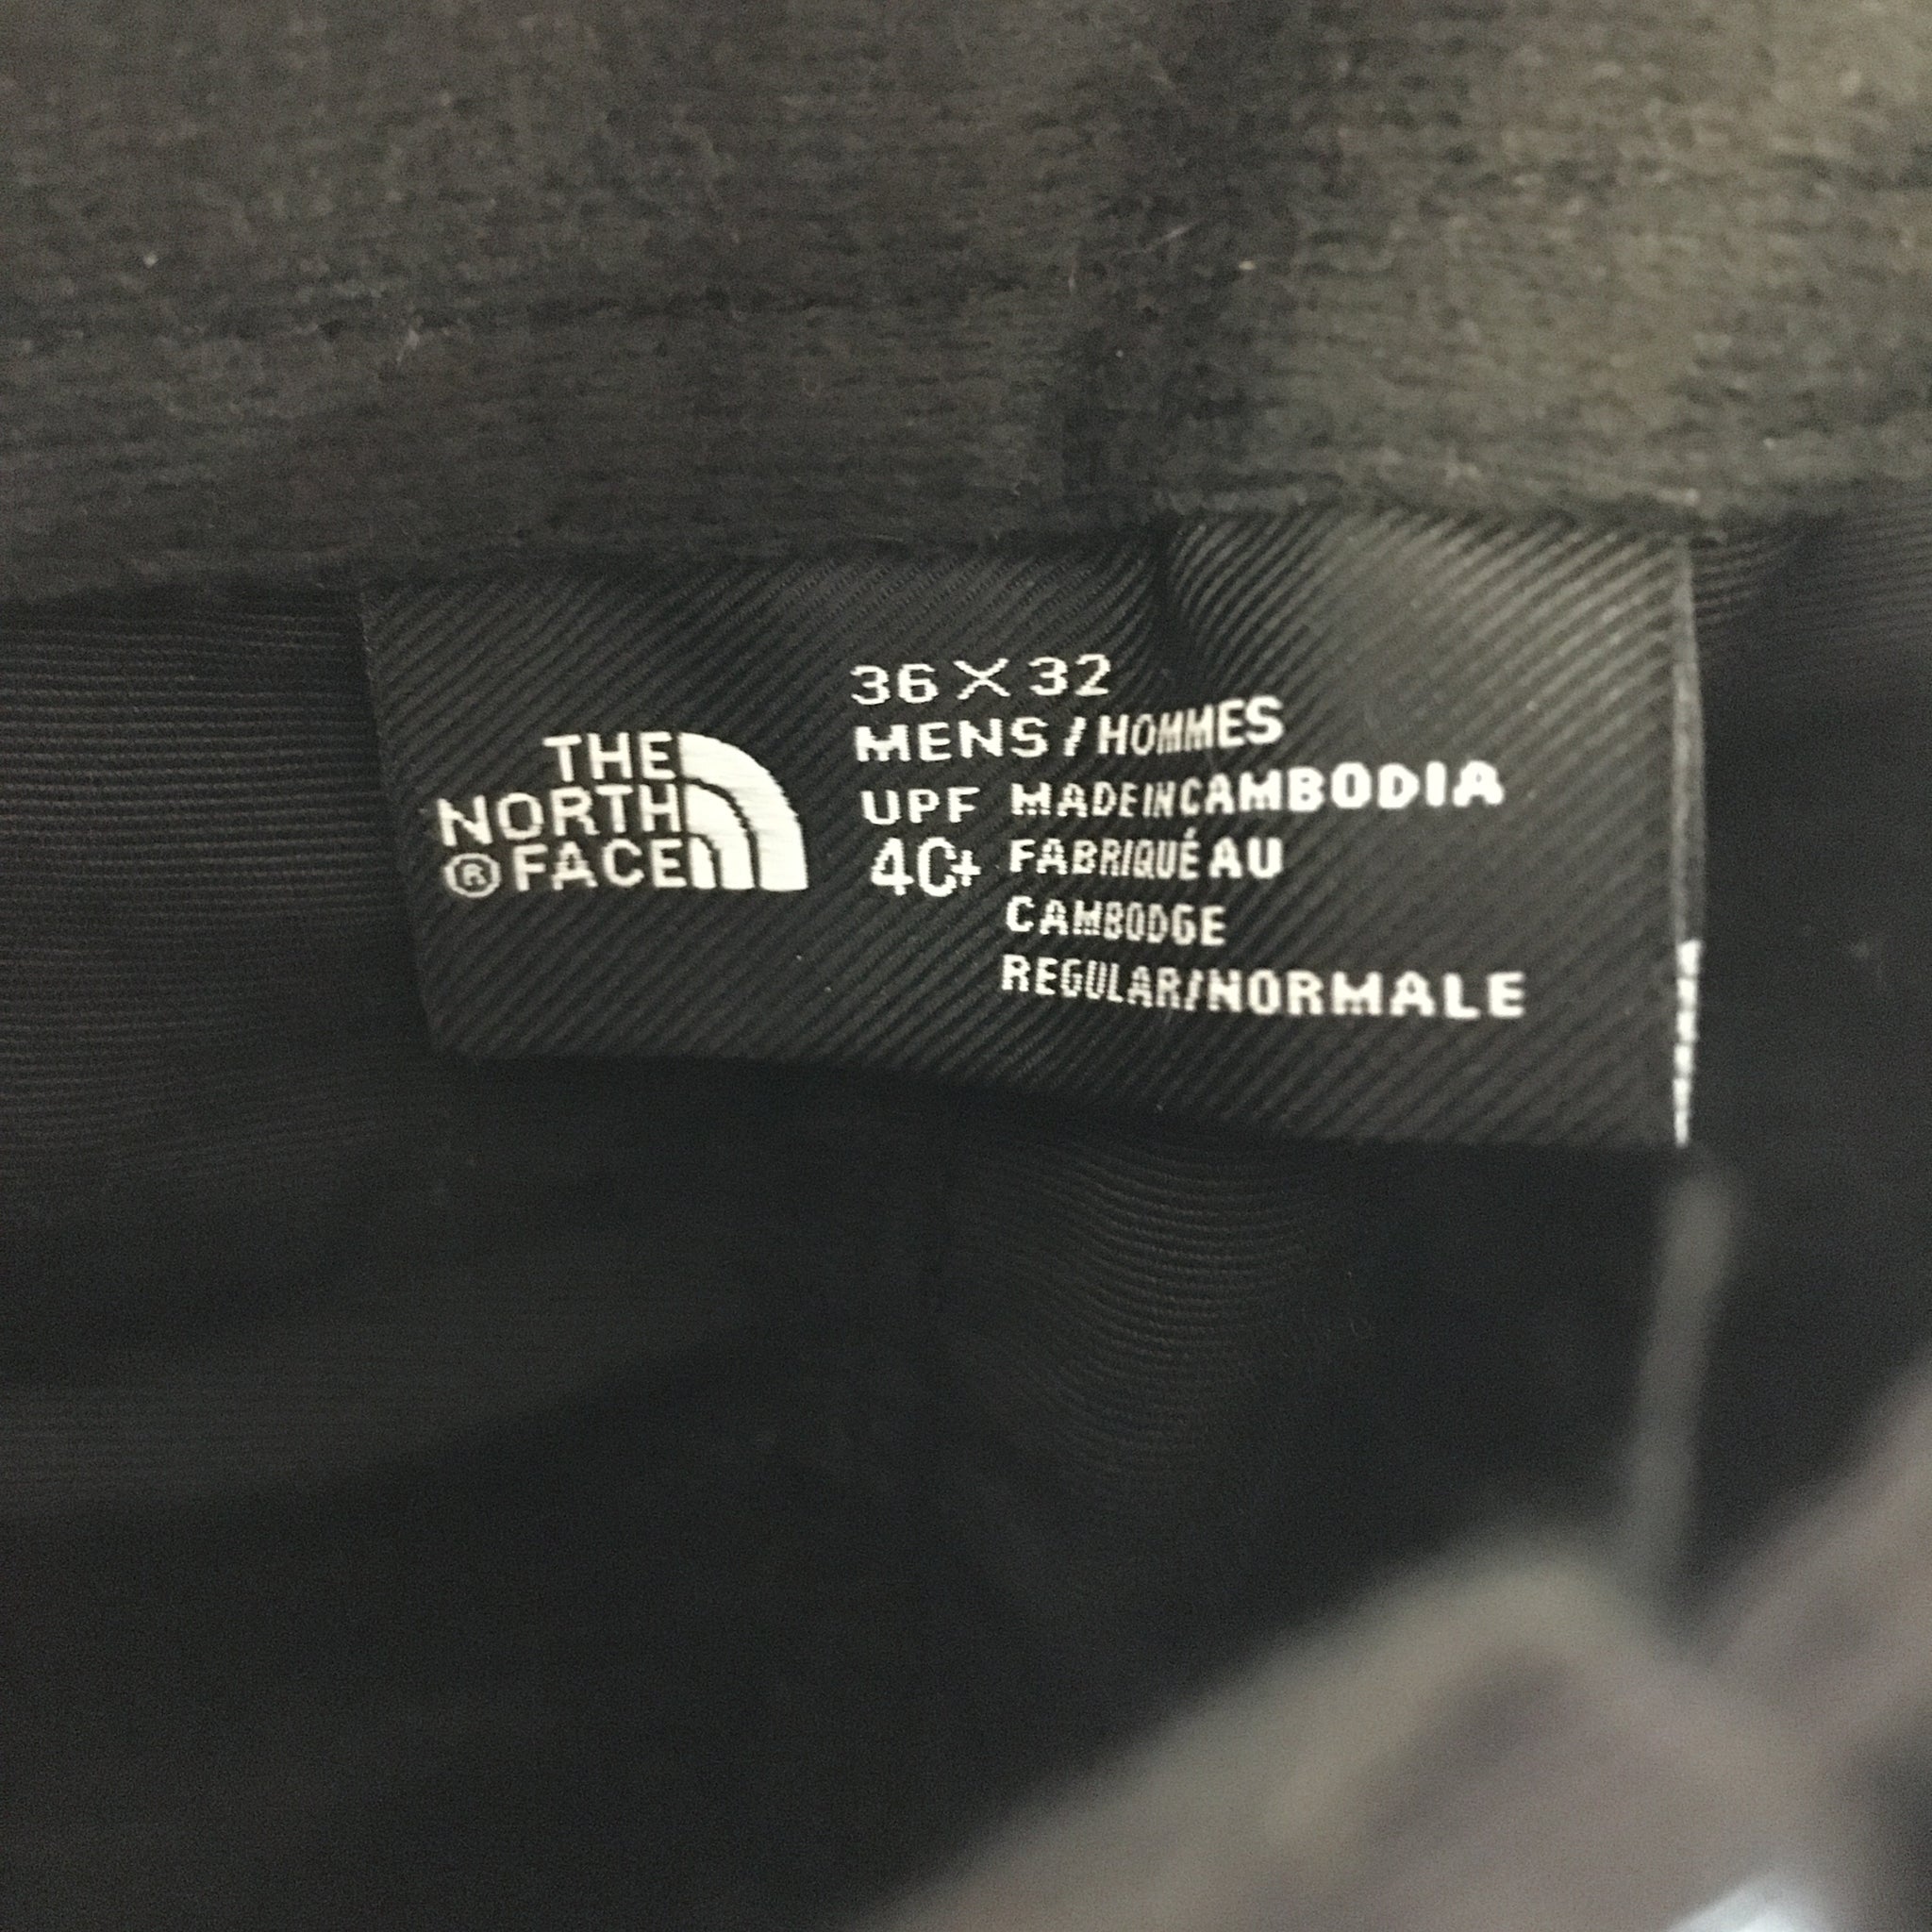 THE
NORTH
® FACE
36 X 32
MENS / HOMMES
UPF
40+
MADE IN CAMBODIA
FABRIQUÉ AU
CAMBODGE
REGULAR/NORMALE